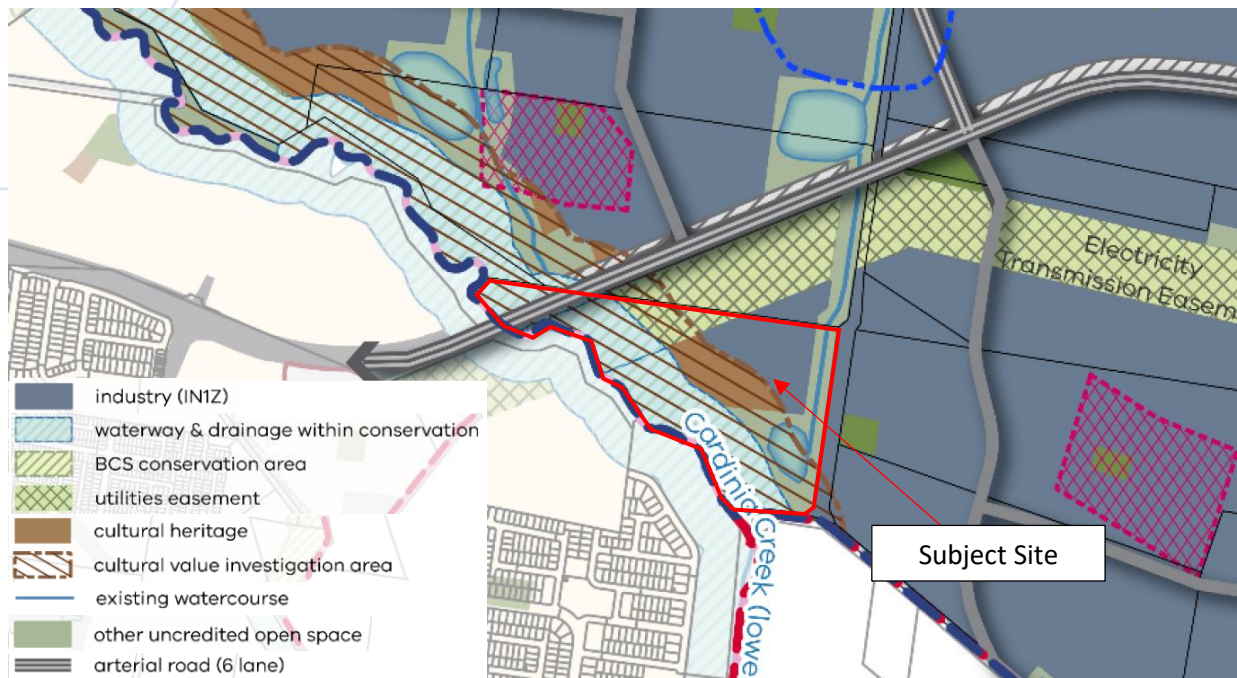 Electricity
Transmission Easem
industry (IN1Z)
waterway & drainage within conservation
BCS conservation area
utilities easement
cultural heritage
cultural value investigation area
existing watercourse
other uncredited open space
arterial road (6 lane)
Cardinia Creek (lowe
Subject Site